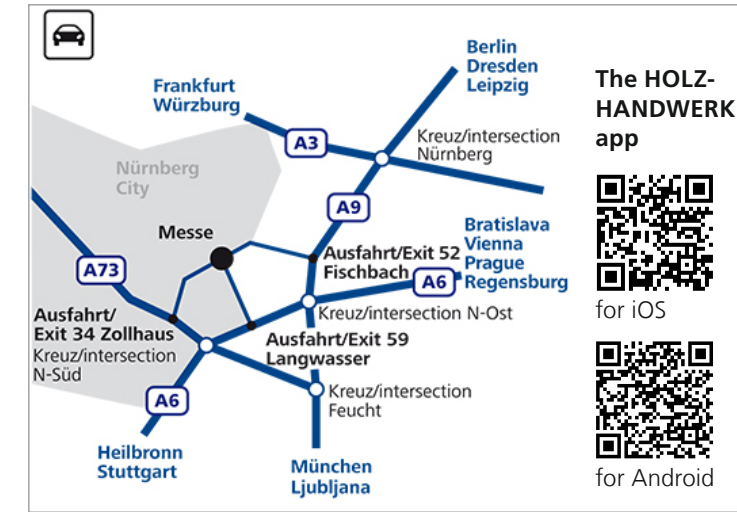 Berlin
Dresden
Leipzig
Frankfurt
Würzburg
A3
Kreuz/intersection
Nürnberg
Nürnberg
City
A9
Messe
Bratislava
Vienna
Prague
Regensburg
Ausfahrt/Exit 52
Fischbach
A6
A73
Ausfahrt/
Exit 34 Zollhaus
Kreuz/intersection
N-Süd
Kreuz/intersection N-Ost
Ausfahrt/Exit 59
Langwasser
A6
Kreuz/intersection
Feucht
Heilbronn
Stuttgart
München
Ljubljana
The HOLZ-
HANDWERK
app
for iOS
for Android